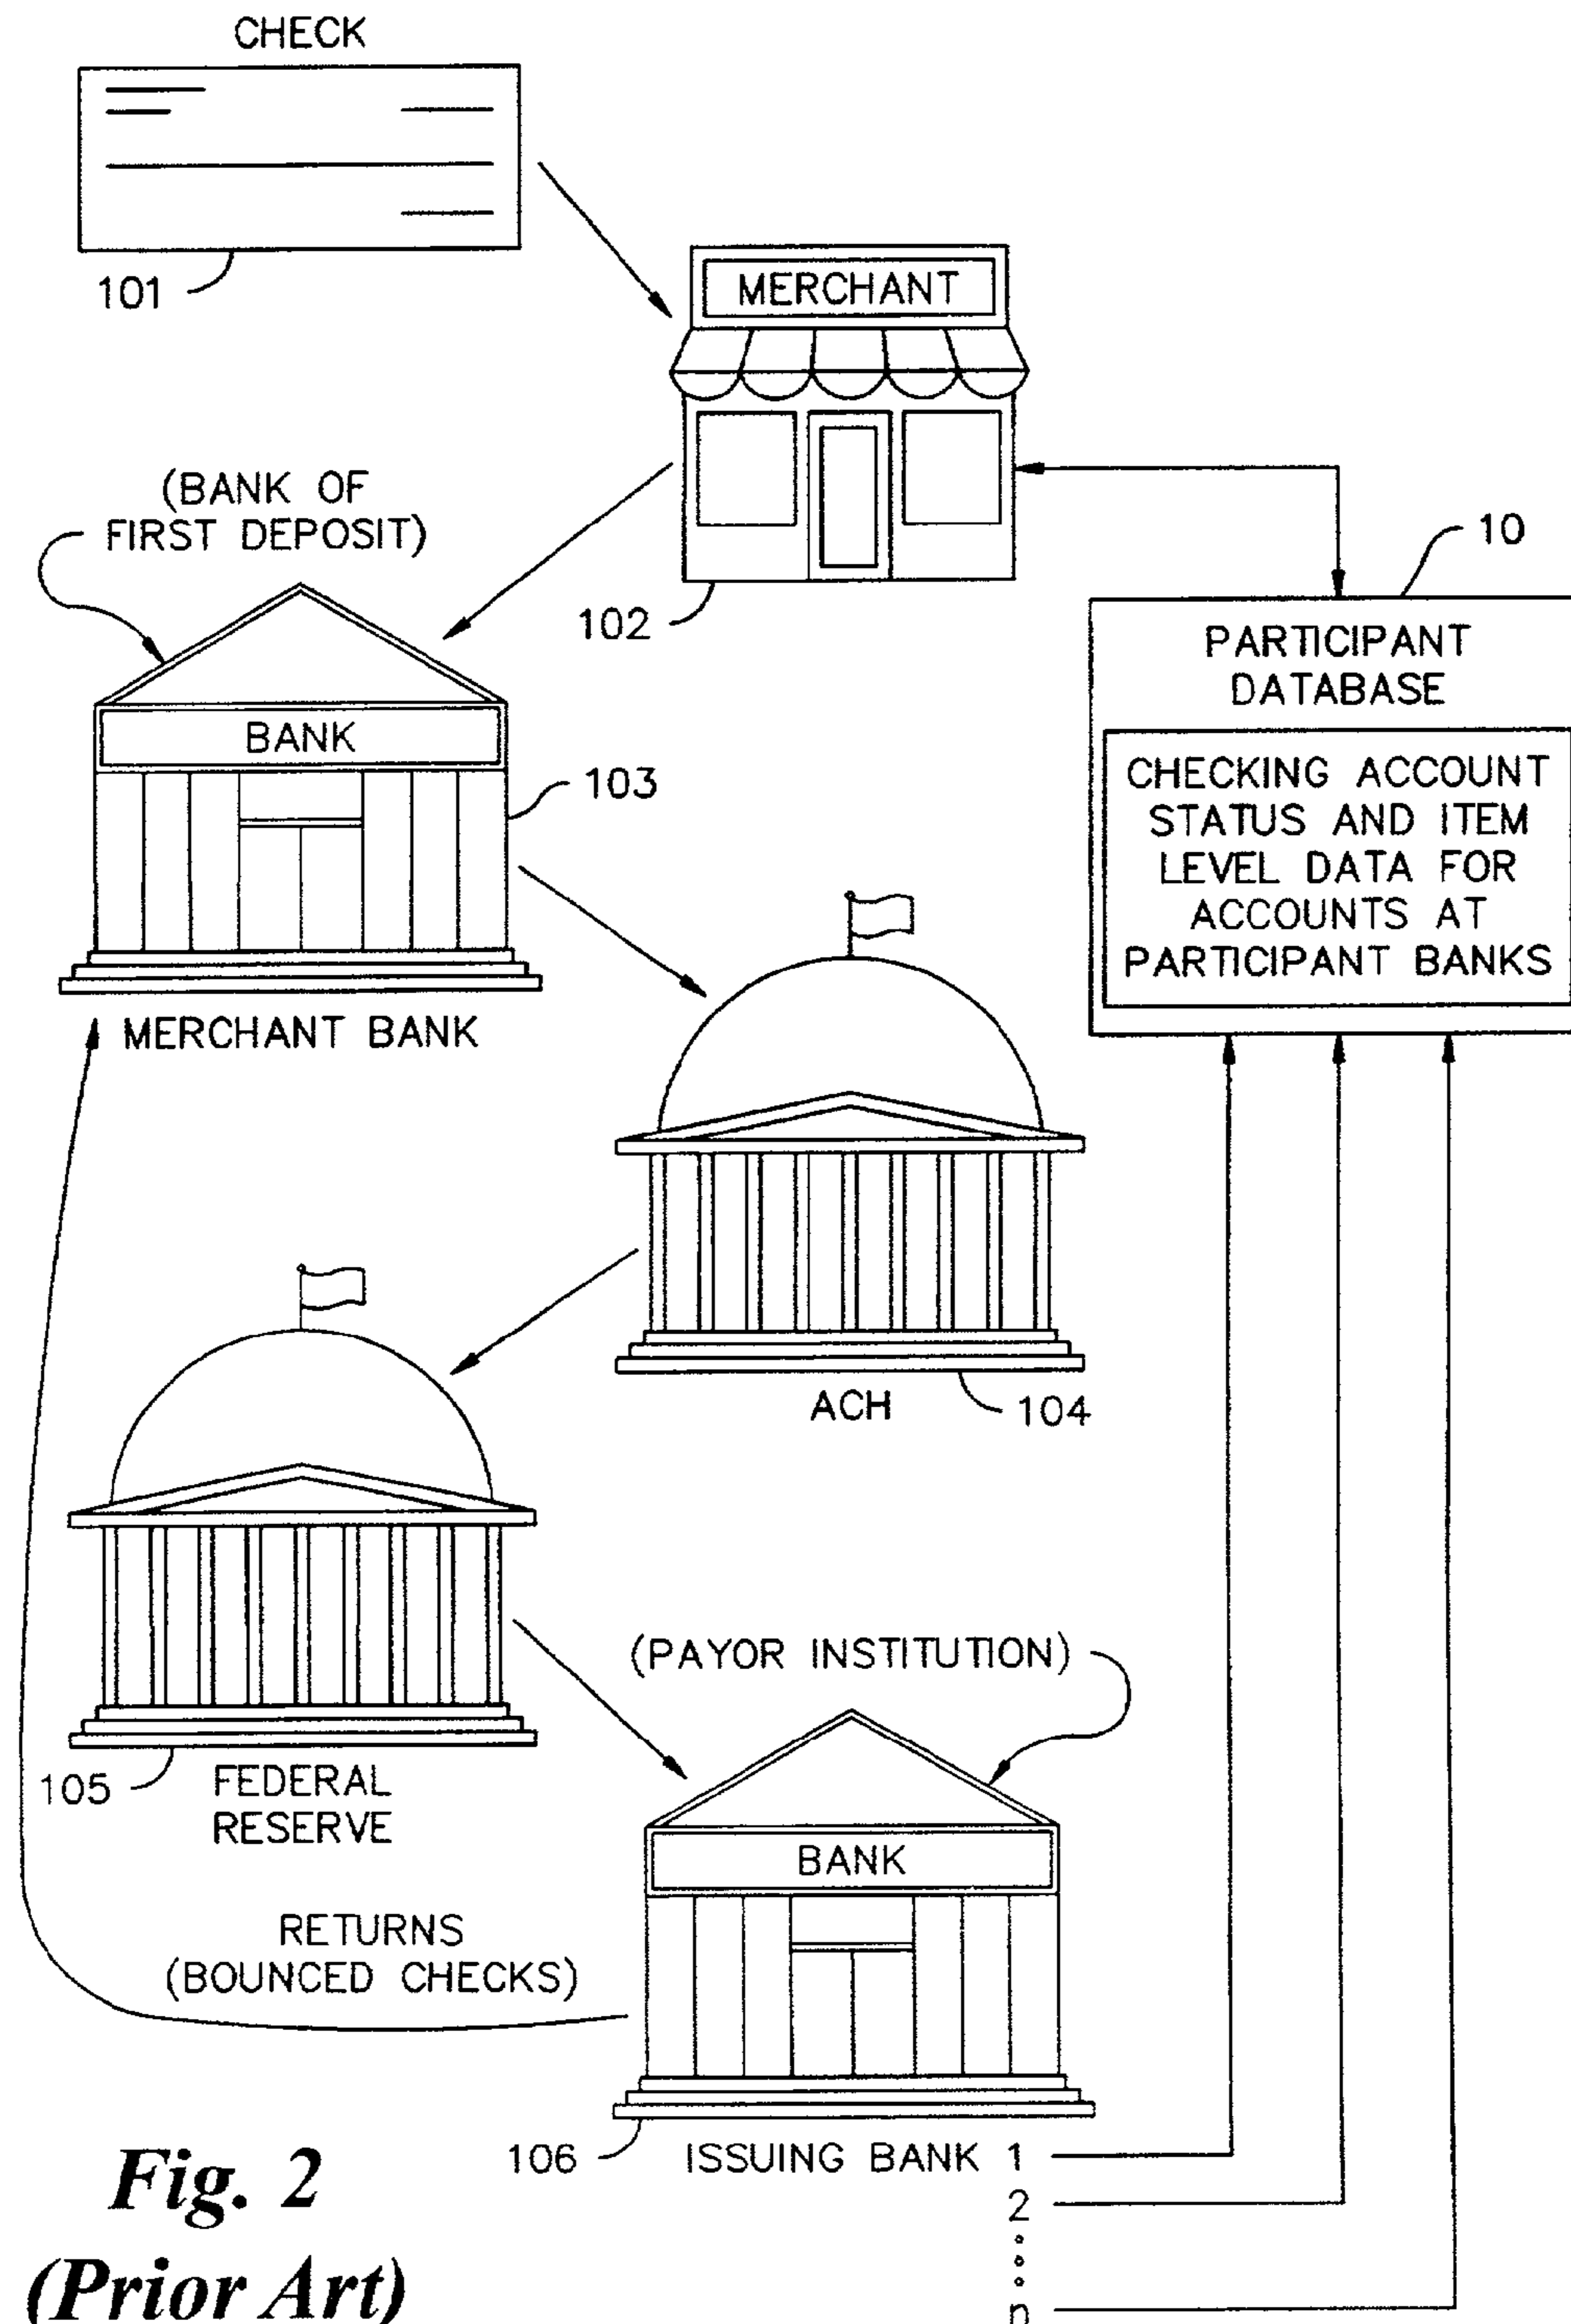 CHECK
101
MERCHANT
102
(BANK OF
FIRST DEPOSIT)
BANK
103
MERCHANT BANK
10
PARTICIPANT
DATABASE
CHECKING ACCOUNT
STATUS AND ITEM
LEVEL DATA FOR
ACCOUNTS AT
PARTICIPANT BANKS
ACH
104
105
FEDERAL
RESERVE
(PAYOR INSTITUTION)
BANK
RETURNS
(BOUNCED CHECKS)
106
ISSUING BANK 1
2
n
Fig. 2
(Prior Art)